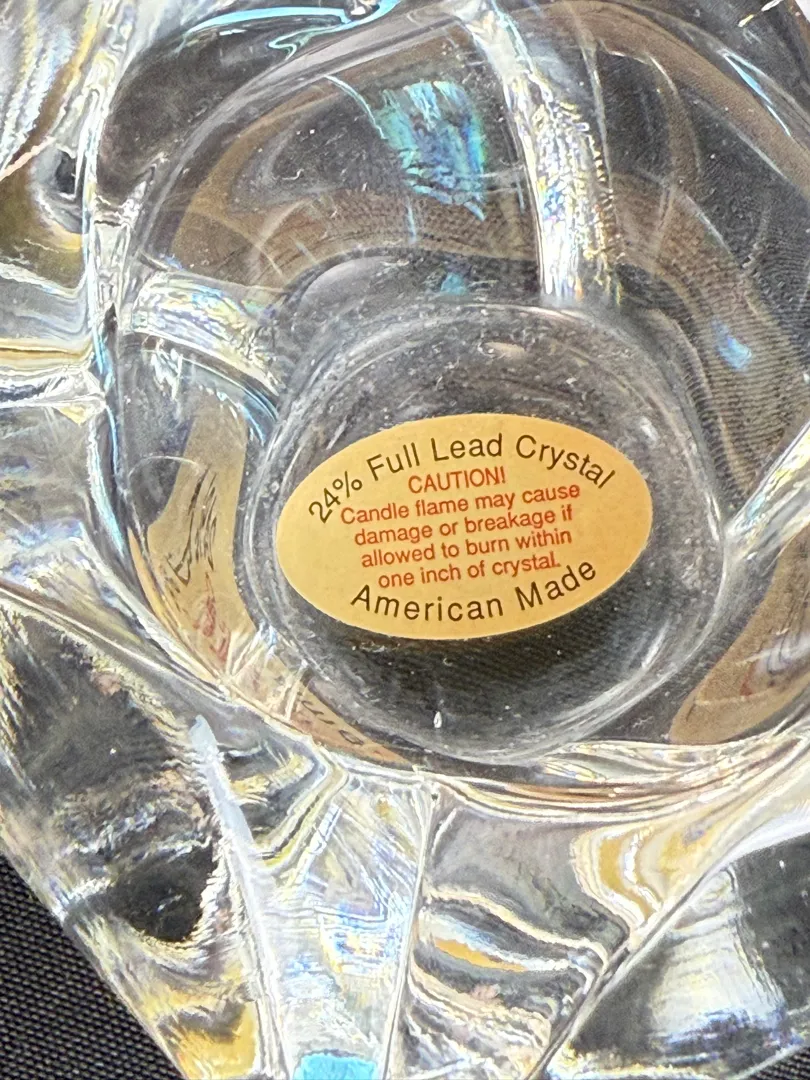 24% Full Lead Crystal
CAUTION!
Candle flame may cause
damage or breakage if
allowed to burn within
one inch of crystal.
American Made